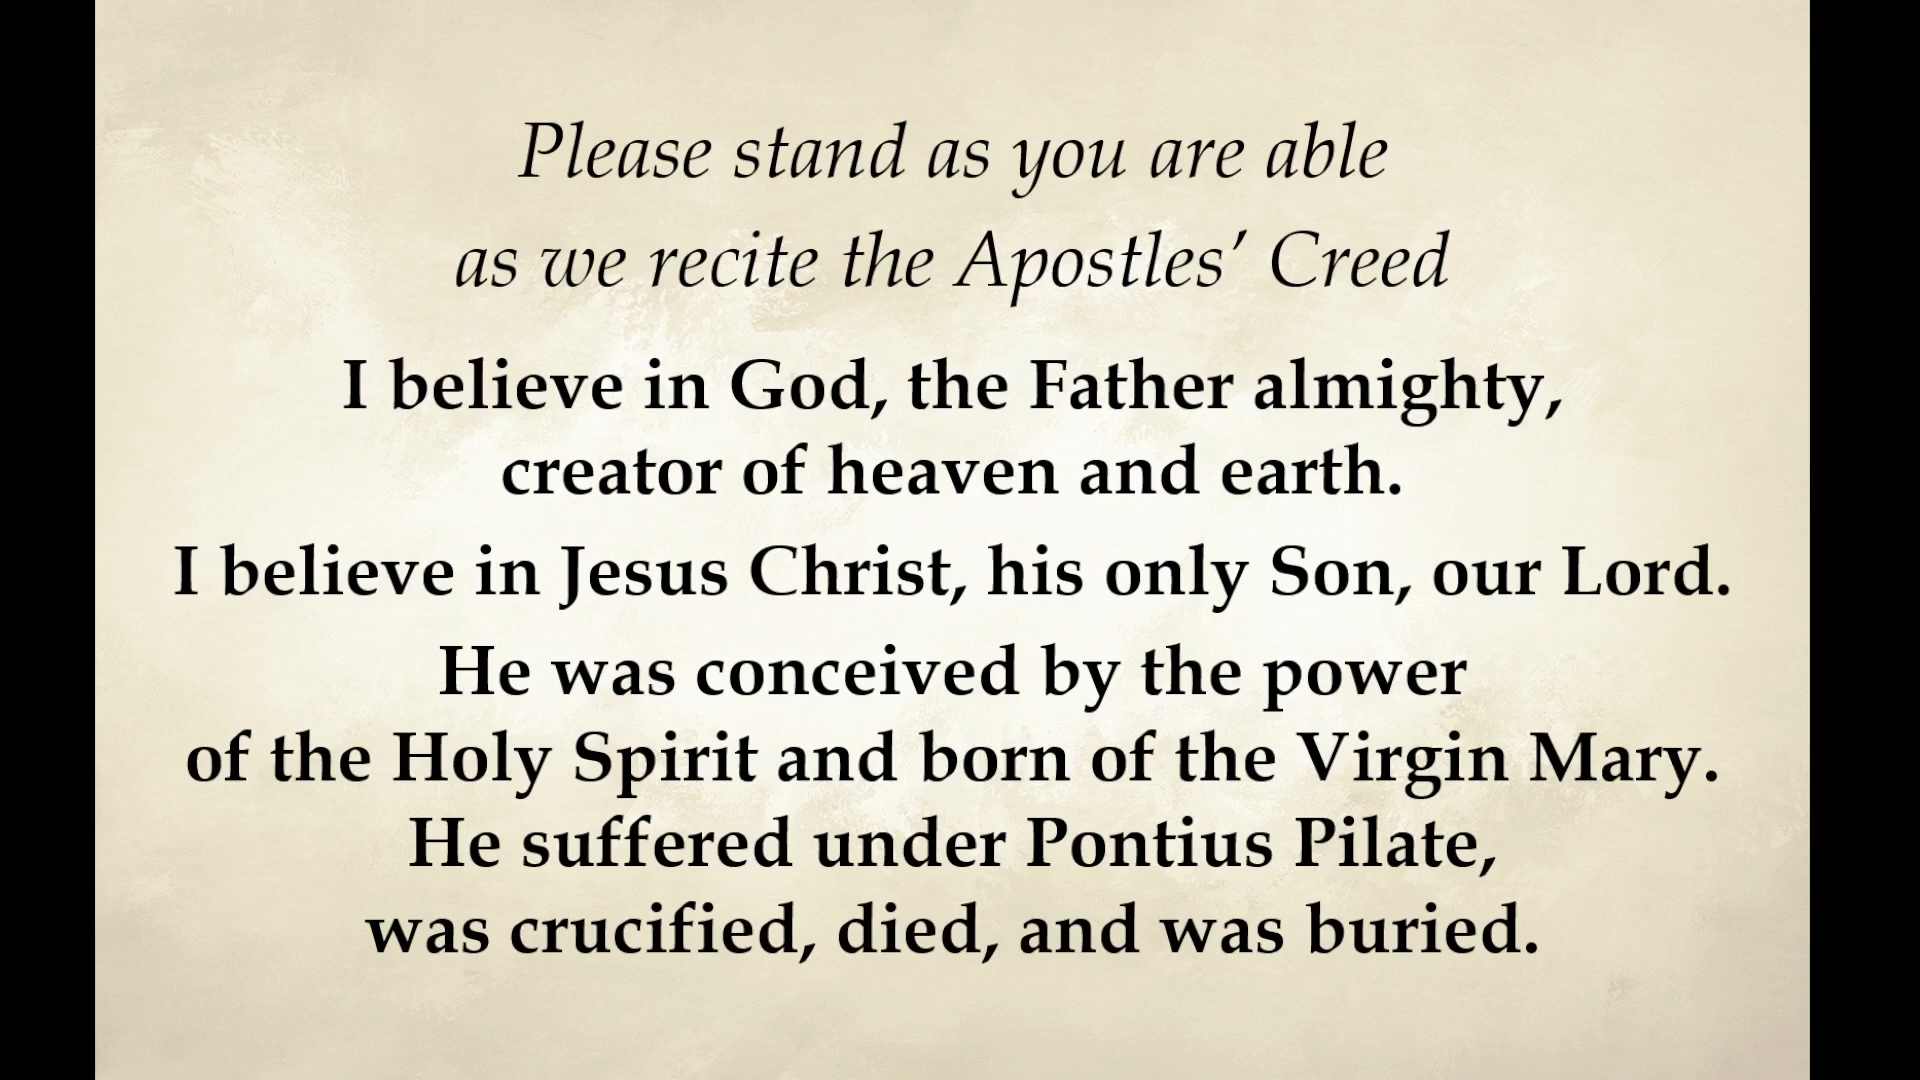 Please stand as you are able
as we recite the Apostles’ Creed
I believe in God, the Father almighty,
creator of heaven and earth.
I believe in Jesus Christ, his only Son, our Lord.
He was conceived by the power
of the Holy Spirit and born of the Virgin Mary.
He suffered under Pontius Pilate,
was crucified, died, and was buried.